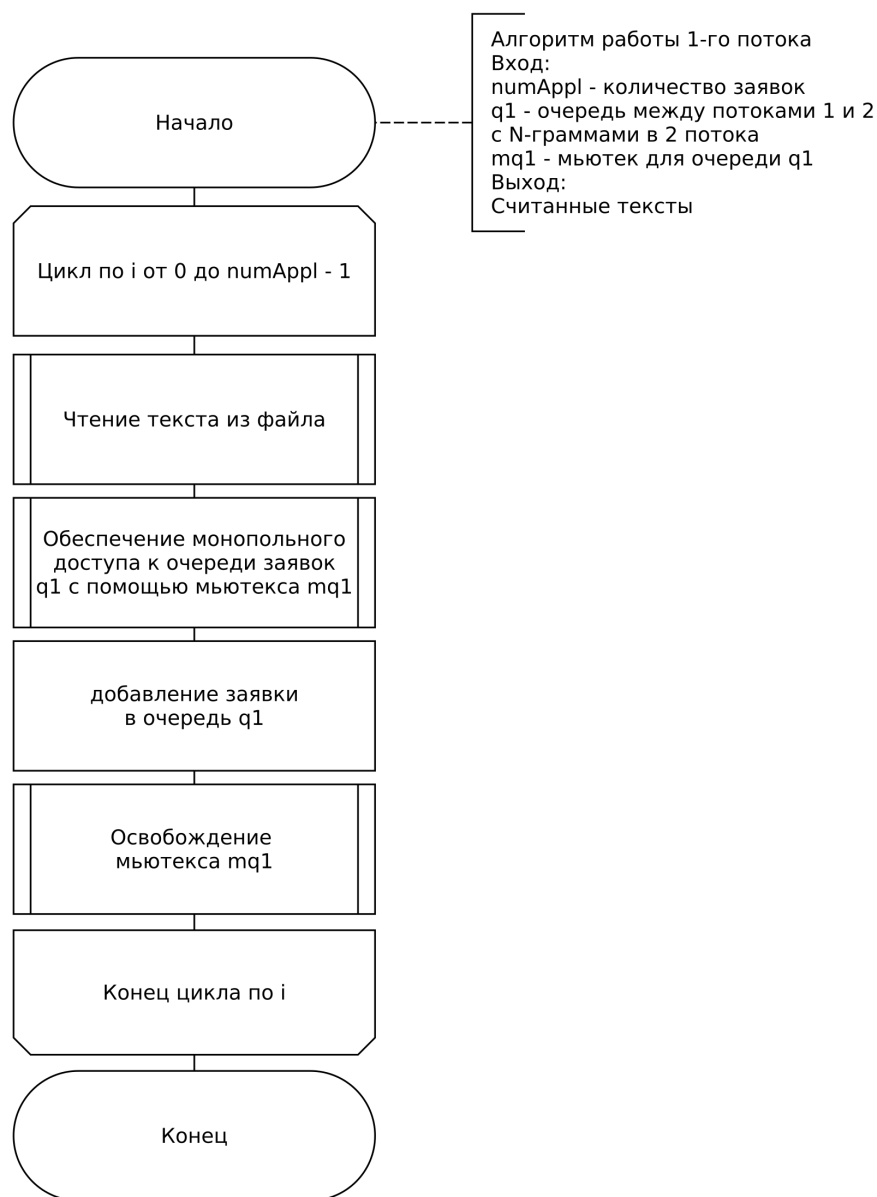 Алгоритм работы 1-го потока
Вход:
numAppl - количество заявок
q1 - очередь между потоками 1 и 2
с N-граммами в 2 потока
mq1 - мьютек для очереди q1
Выход:
Считанные тексты
Начало
Цикл по i от 0 до numAppl - 1
Чтение текста из файла
Обеспечение монопольного
доступа к очереди заявок
q1 с помощью мьютекса mq1
добавление заявки
в очередь q1
Освобождение
мьютекса mq1
Конец цикла по i
Конец